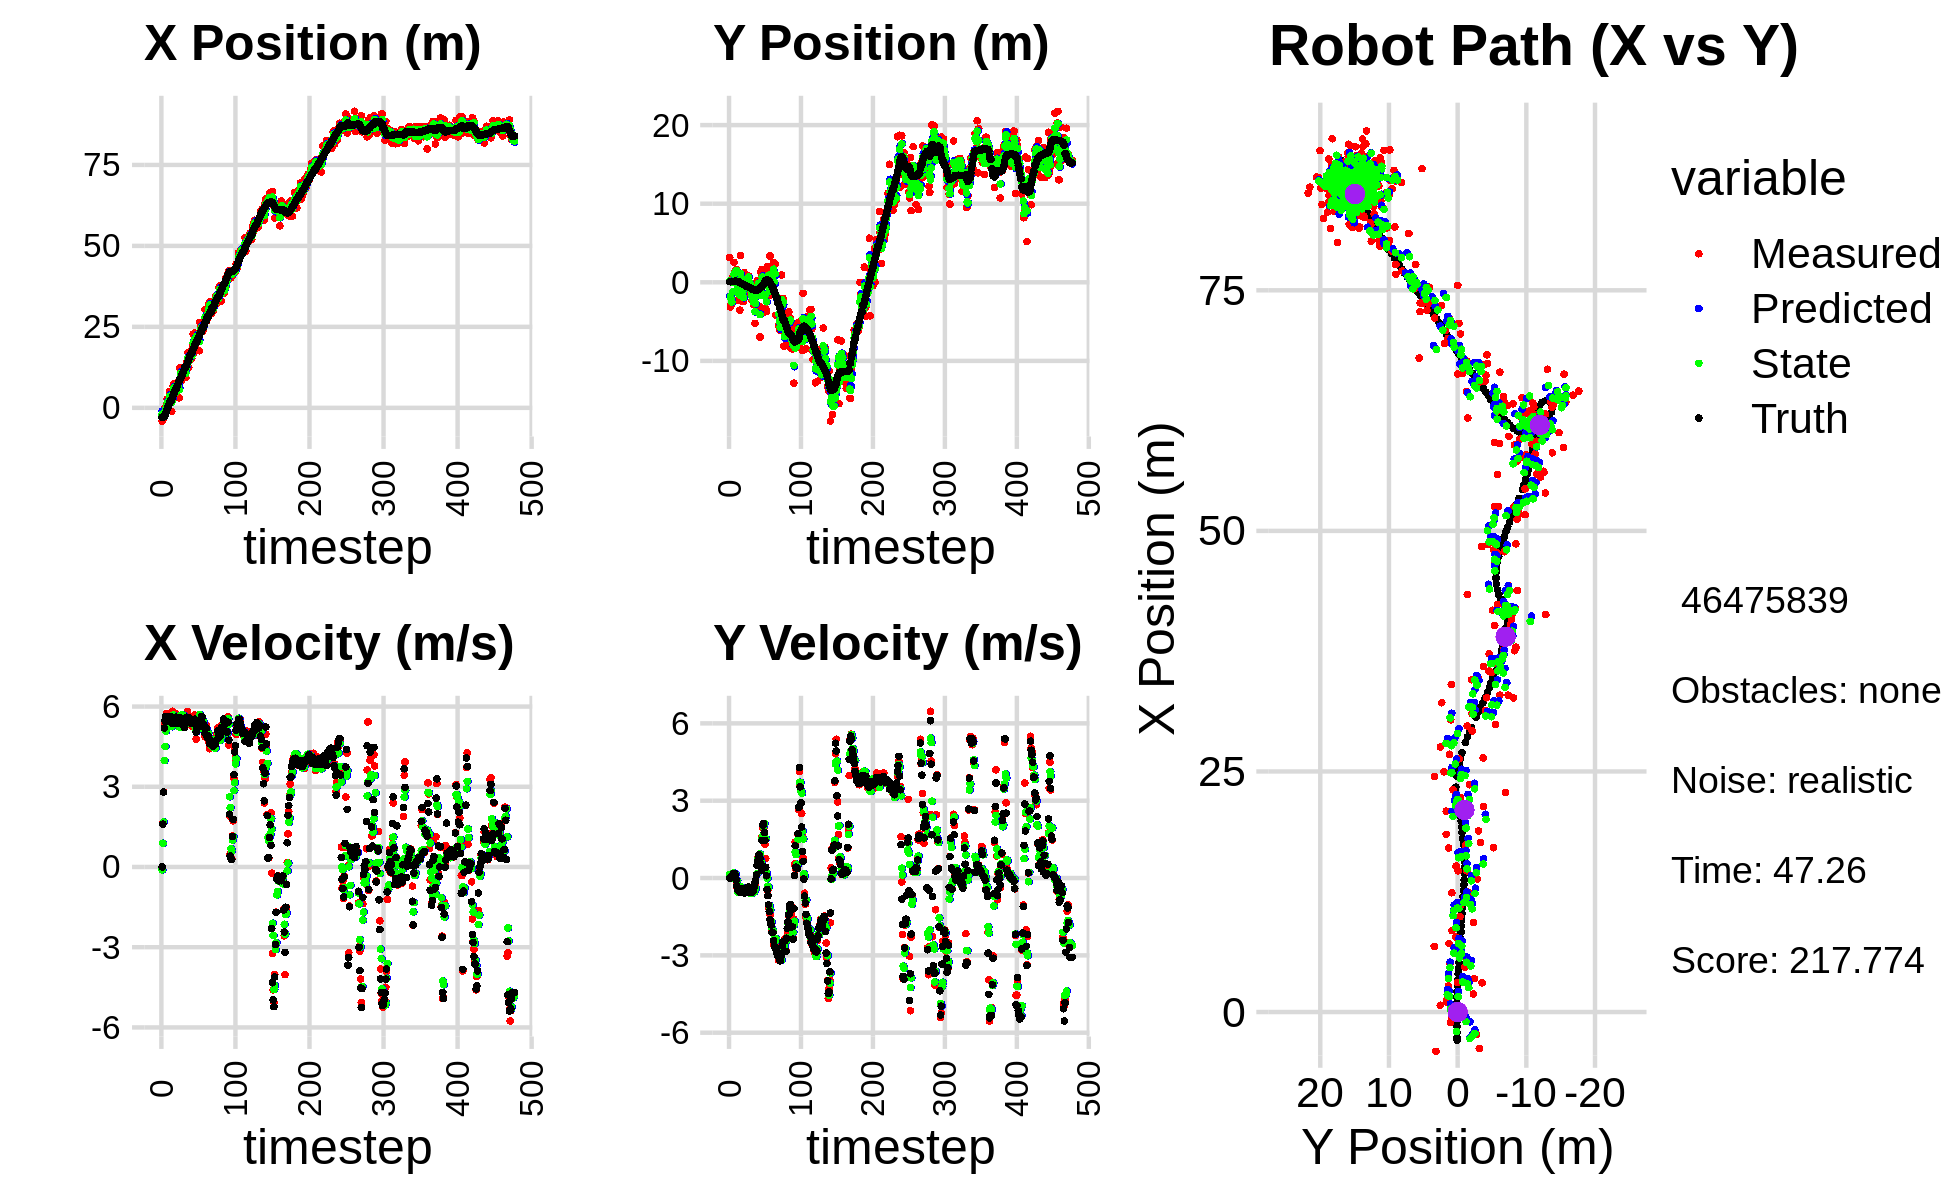 X Position (m)
75
50
25
0
0
100
200
300
400
500
timestep
Y Position (m)
20
10
0
-10
0
100
200
300
400
500
timestep
X Velocity (m/s)
6
3
0
-3
-6
0
100
200
300
400
500
timestep
Y Velocity (m/s)
6
3
0
-3
-6
0
100
200
300
400
500
timestep
Robot Path (X vs Y)
X Position (m)
75
50
25
0
20 10 0 -10 -20
Y Position (m)
variable
Measured
Predicted
State
Truth
46475839
Obstacles: none
Noise: realistic
Time: 47.26
Score: 217.774